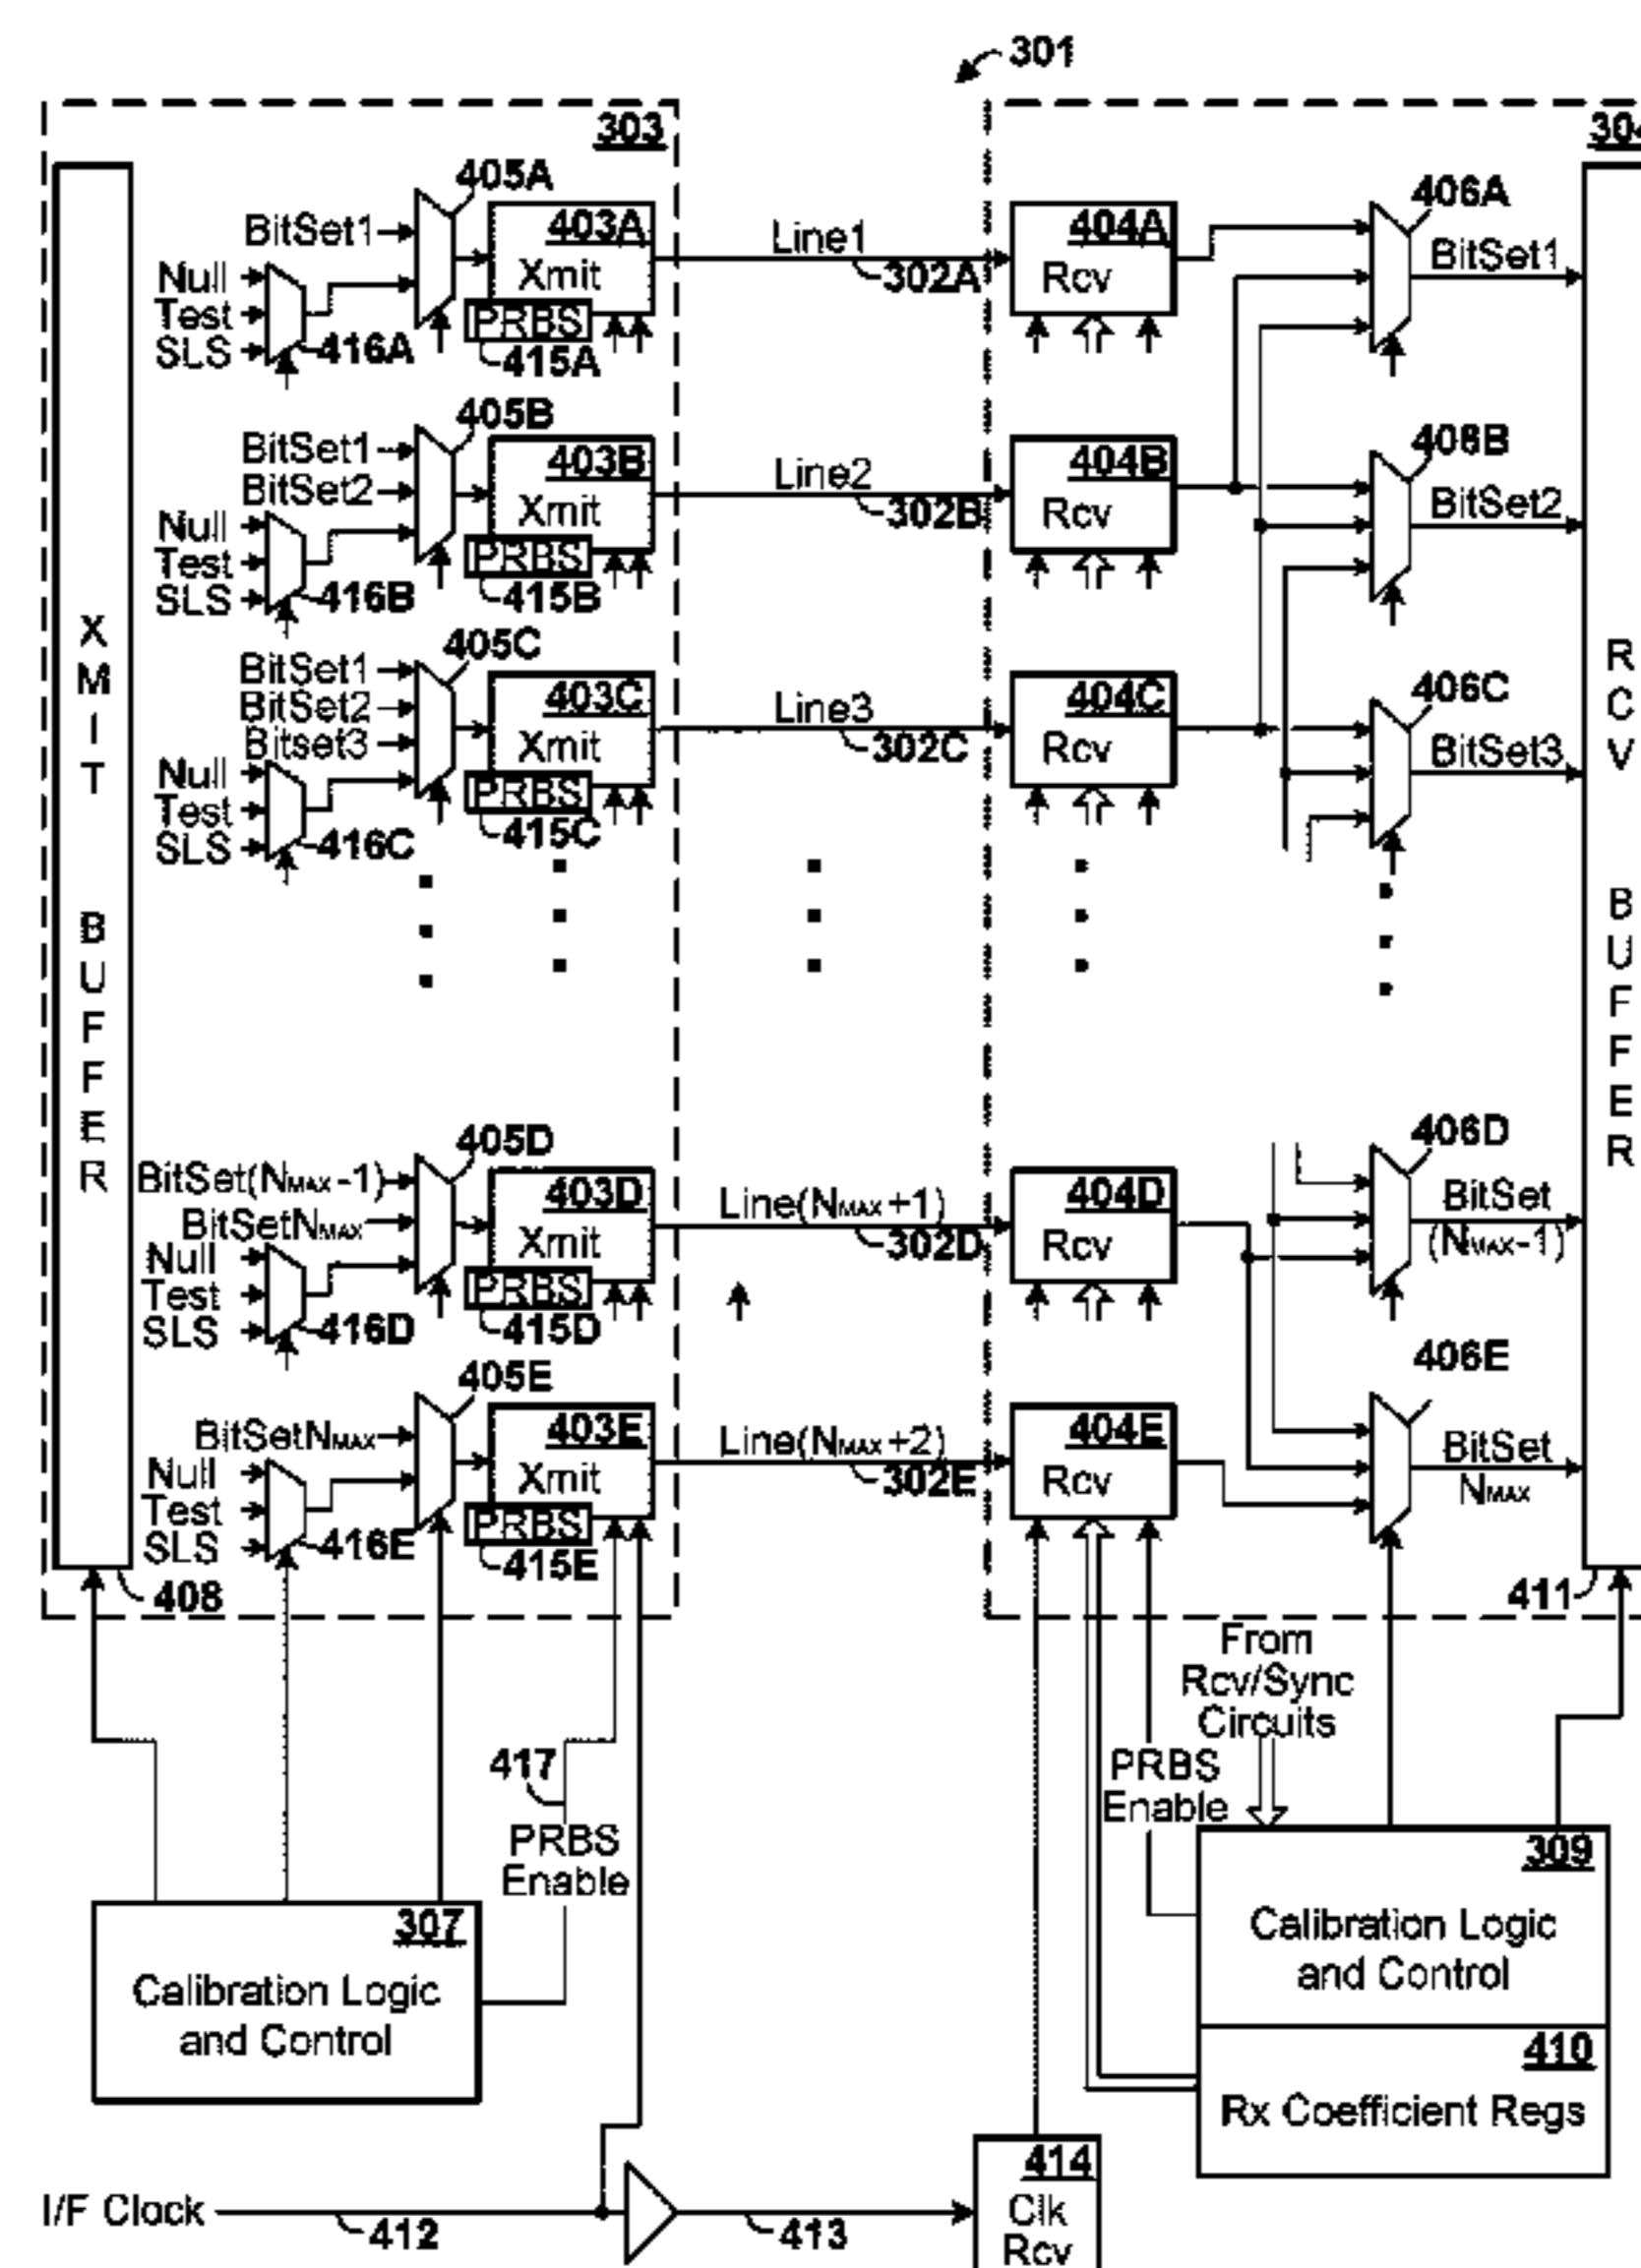 301
303
304
405A
BitSet1
403A
Xmit
Null
Test
SLS
416A
PRBS
415A
Line1
302A
404A
Rcv
406A
BitSet1
405B
BitSet1
BitSet2
403B
Xmit
Null
Test
SLS
416B
PRBS
415B
Line2
302B
404B
Rcv
406B
BitSet2
405C
BitSet1
BitSet2
Bitset3
403C
Xmit
Null
Test
SLS
416C
PRBS
415C
Line3
302C
404C
Rcv
406C
BitSet3
XMIT BUFFER
RCV BUFFER
405D
BitSet(NMAX-1)
BitSetNMAX
403D
Xmit
Null
Test
SLS
416D
PRBS
415D
Line(NMAX+1)
302D
404D
Rcv
406D
BitSet
(NMAX-1)
405E
BitSetNMAX
403E
Xmit
Null
Test
SLS
416E
PRBS
415E
Line(NMAX+2)
302E
404E
Rcv
406E
BitSet
NMAX
408
411
From
Rcv/Sync
Circuits
417
PRBS
Enable
PRBS
Enable
307
Calibration Logic
and Control
309
Calibration Logic
and Control
410
Rx Coefficient Regs
I/F Clock
412
413
414
Clk
Rcv